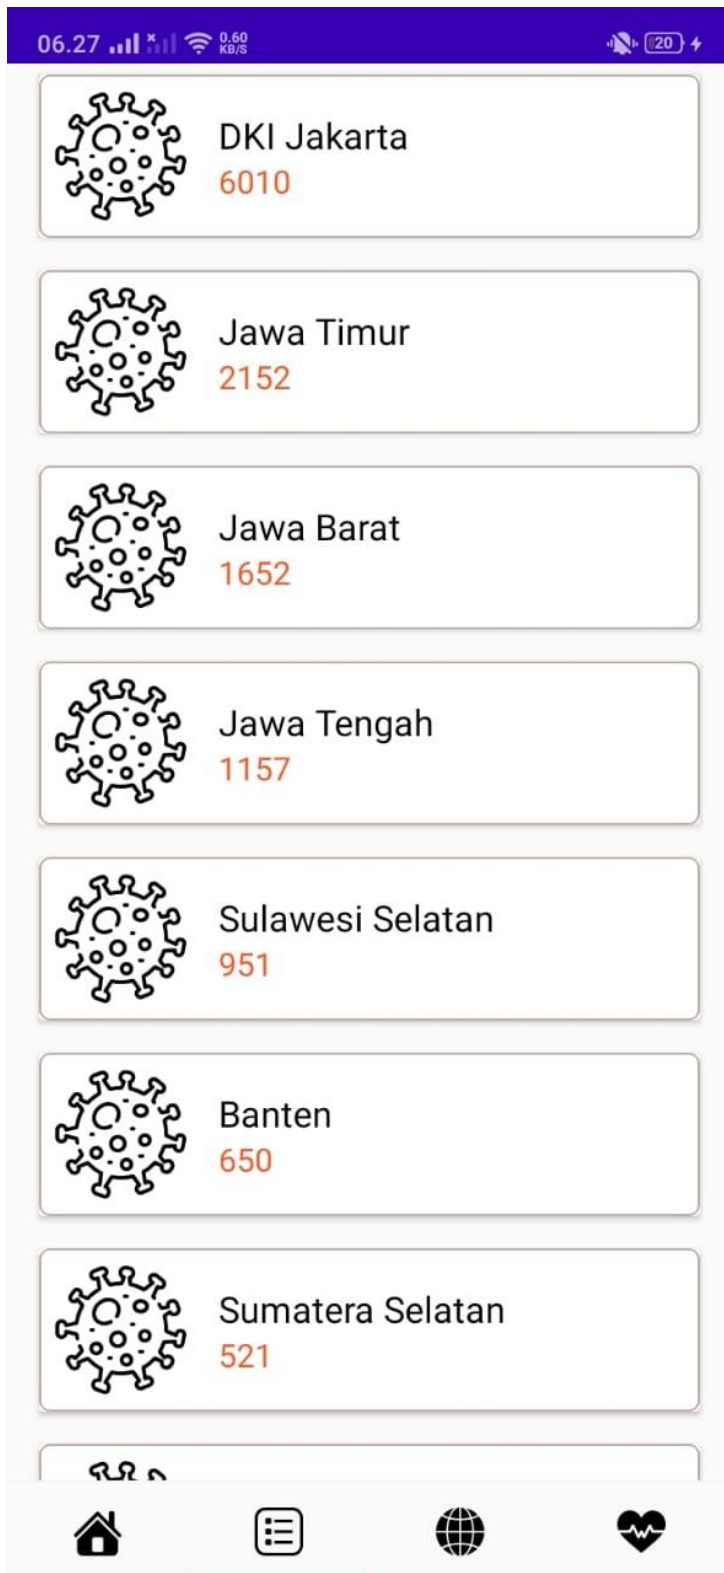 06.27 0.60 KB/S 20
DKI Jakarta
6010
Jawa Timur
2152
Jawa Barat
1652
Jawa Tengah
1157
Sulawesi Selatan
951
Banten
650
Sumatera Selatan
521